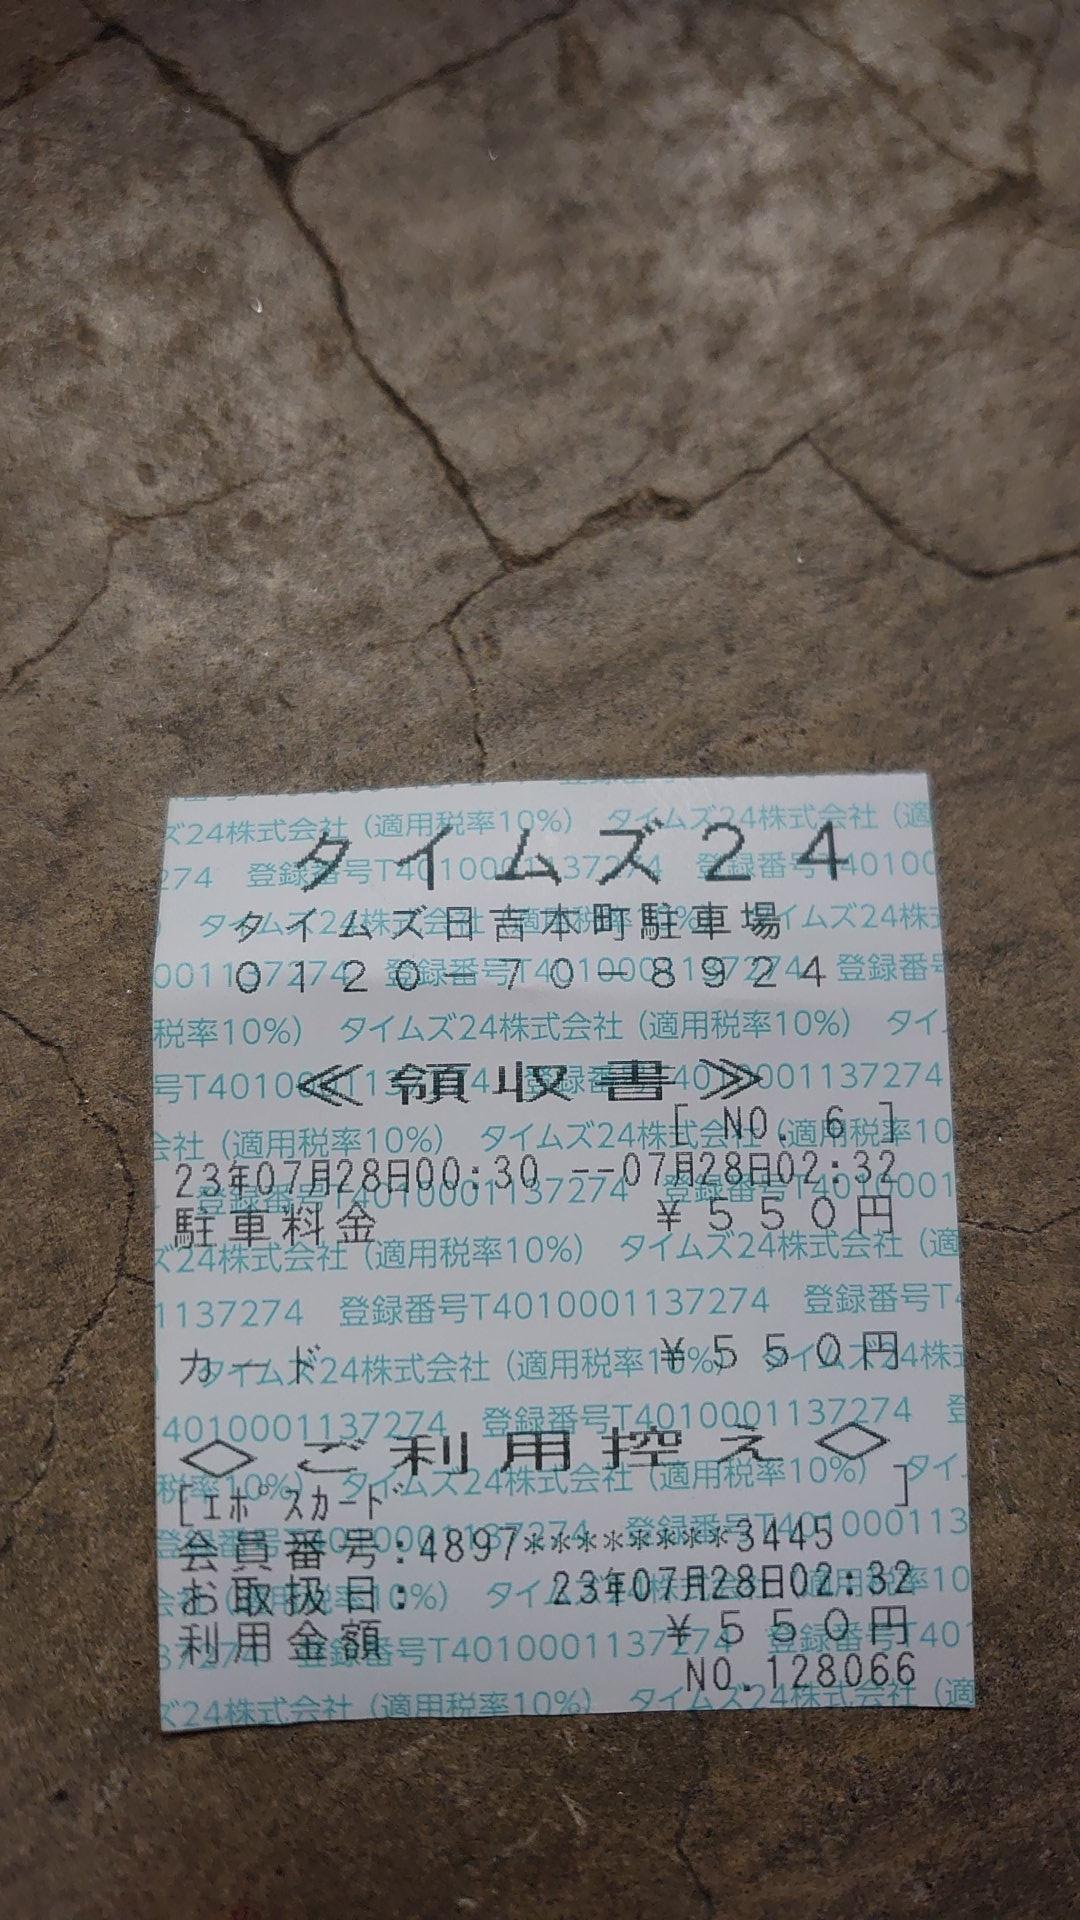 タイムズ24
タイムズ日吉本町駐車場
0120-70-8924
≪領収書≫
[ NO. 6 ]
23年07月28日00:30 --07月28日02:32
駐車料金 ¥550円
カード ¥550円
◇ご利用控え◇
[ｴﾎﾟｽｶｰﾄﾞ ]
会員番号:4897********3445
お取扱日: 23年07月28日02:32
利用金額 ¥550円
NO.128066
タイムズ24株式会社（適用税率10%）
登録番号T4010001137274